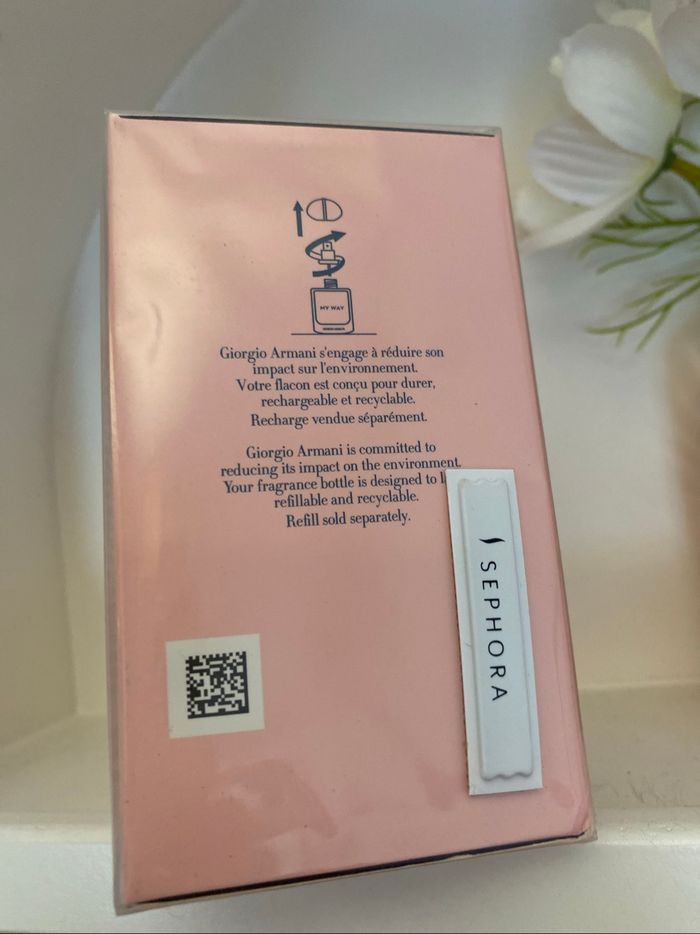 MY WAY
Giorgio Armani s'engage à réduire son
impact sur l'environnement.
Votre flacon est conçu pour durer,
rechargeable et recyclable.
Recharge vendue séparément.
Giorgio Armani is committed to
reducing its impact on the environment.
Your fragrance bottle is designed to
refillable and recyclable.
Refill sold separately.
SEPHORA